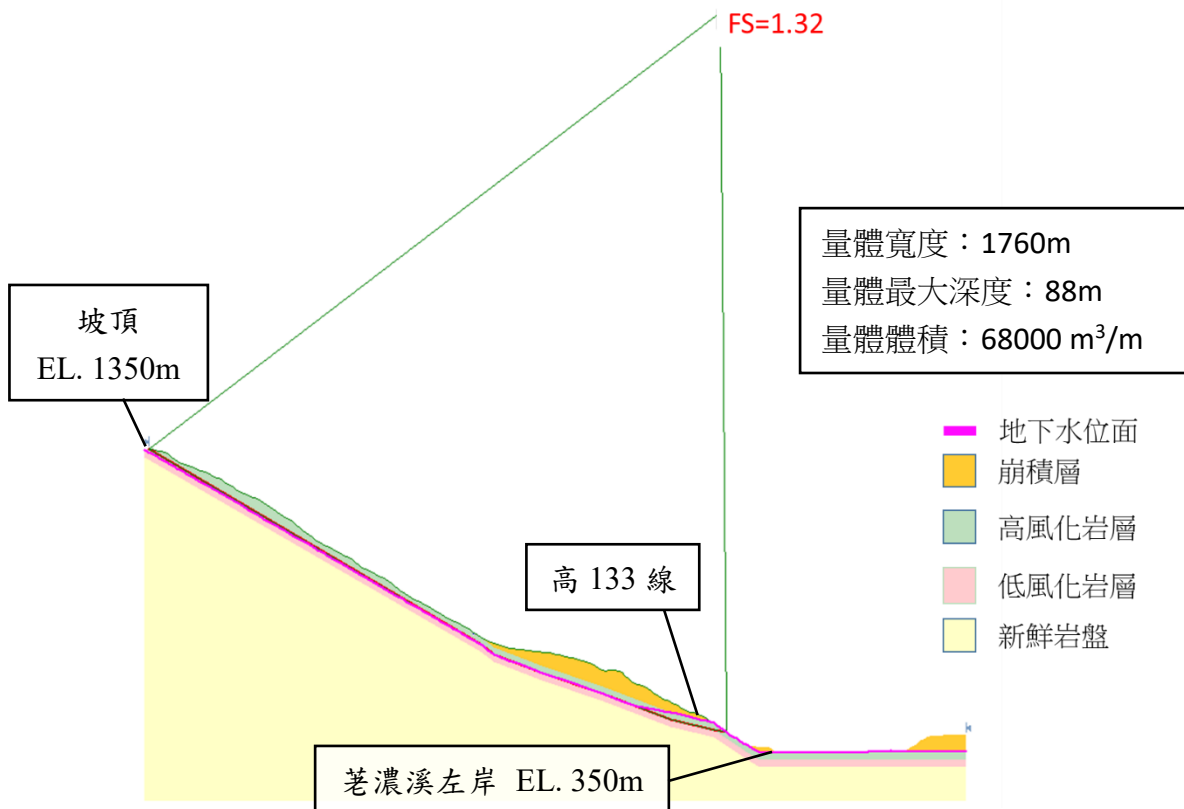 FS=1.32
量體寬度：1760m
量體最大深度：88m
量體體積：68000 m³/m
坡頂
EL. 1350m
地下水位面
崩積層
高風化岩層
低風化岩層
新鮮岩盤
高 133 線
荖濃溪左岸 EL. 350m